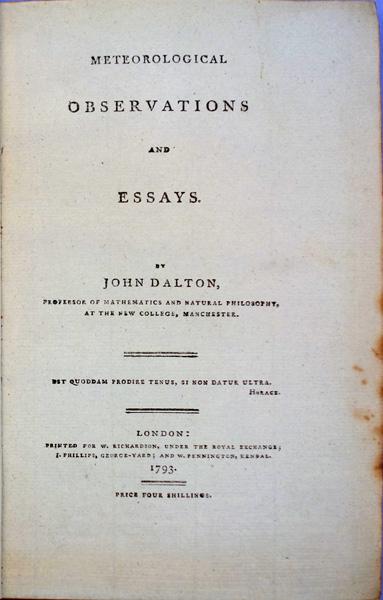 METEOROLOGICAL
OBSERVATIONS
AND
ESSAYS.
BY
JOHN DALTON,
PROFESSOR OF MATHEMATICS AND NATURAL PHILOSOPHY,
AT THE NEW COLLEGE, MANCHESTER.
EST QUODDAM PRODIRE TENUS, SI NON DATUR ULTRA.
HORACE.
LONDON:
PRINTED FOR W. RICHARDSON, UNDER THE ROYAL EXCHANGE;
J. PHILLIPS, GEORGE-YARD; AND W. PENNINGTON, KENDAL.
1793.
PRICE FOUR SHILLINGS.